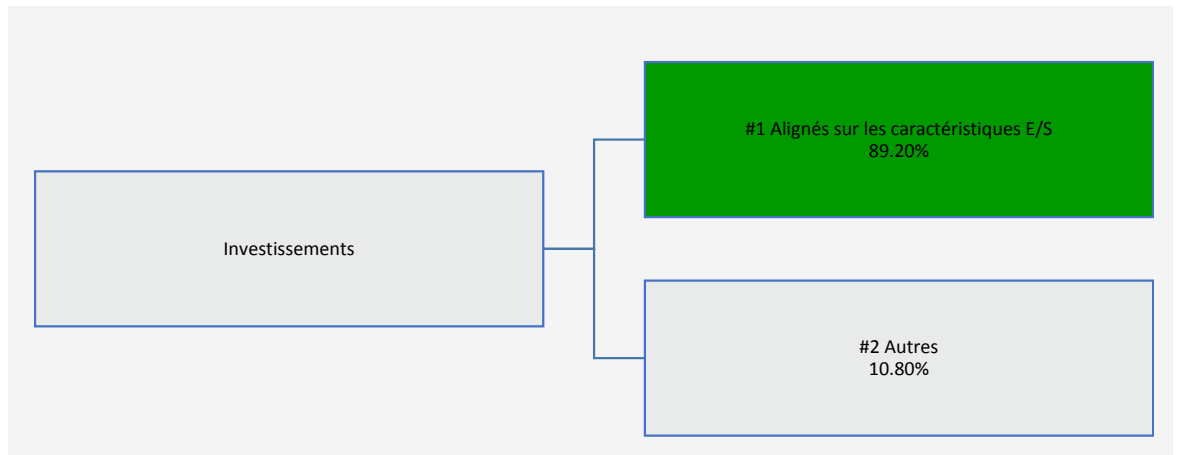 Investissements
#1 Alignés sur les caractéristiques E/S
89.20%
#2 Autres
10.80%